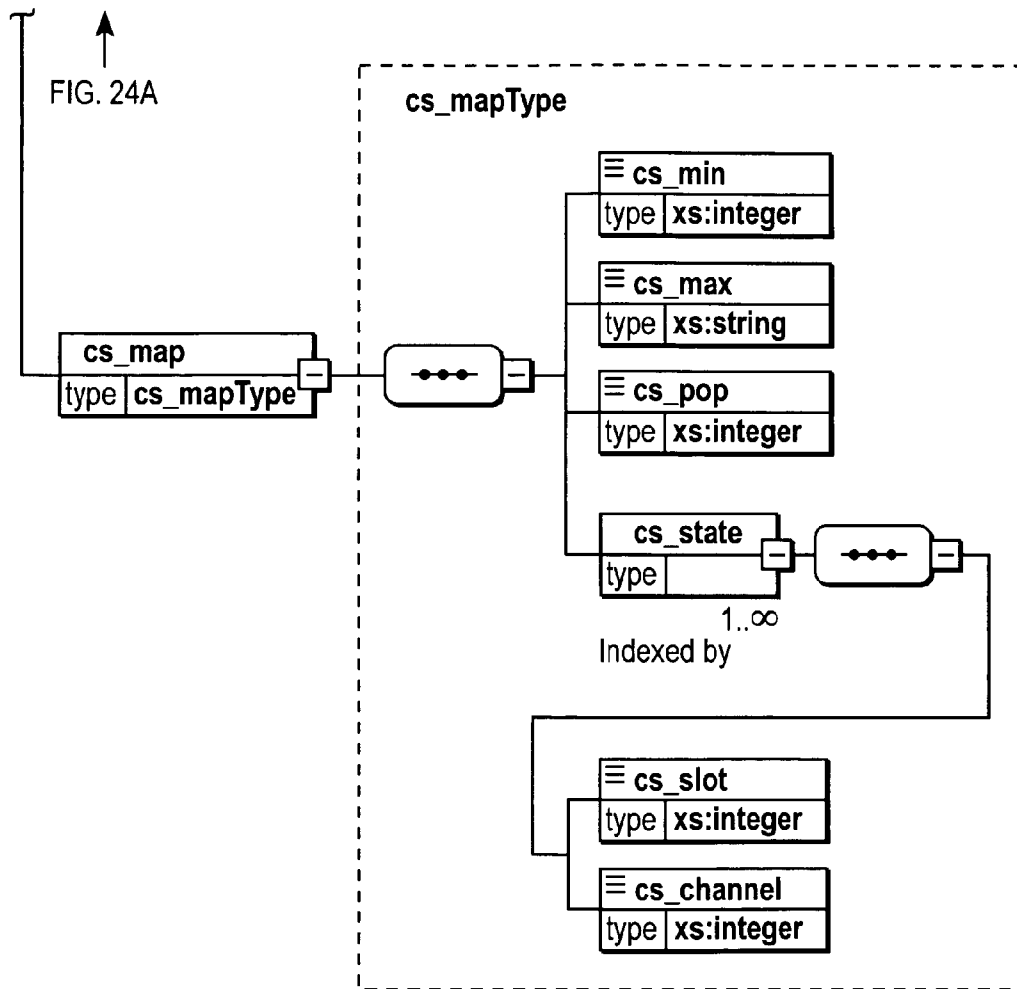 FIG. 24A
cs_mapType
cs_min
type xs:integer
cs_max
type xs:string
cs_map
type cs_mapType
cs_pop
type xs:integer
cs_state
type
1..∞
Indexed by
cs_slot
type xs:integer
cs_channel
type xs:integer